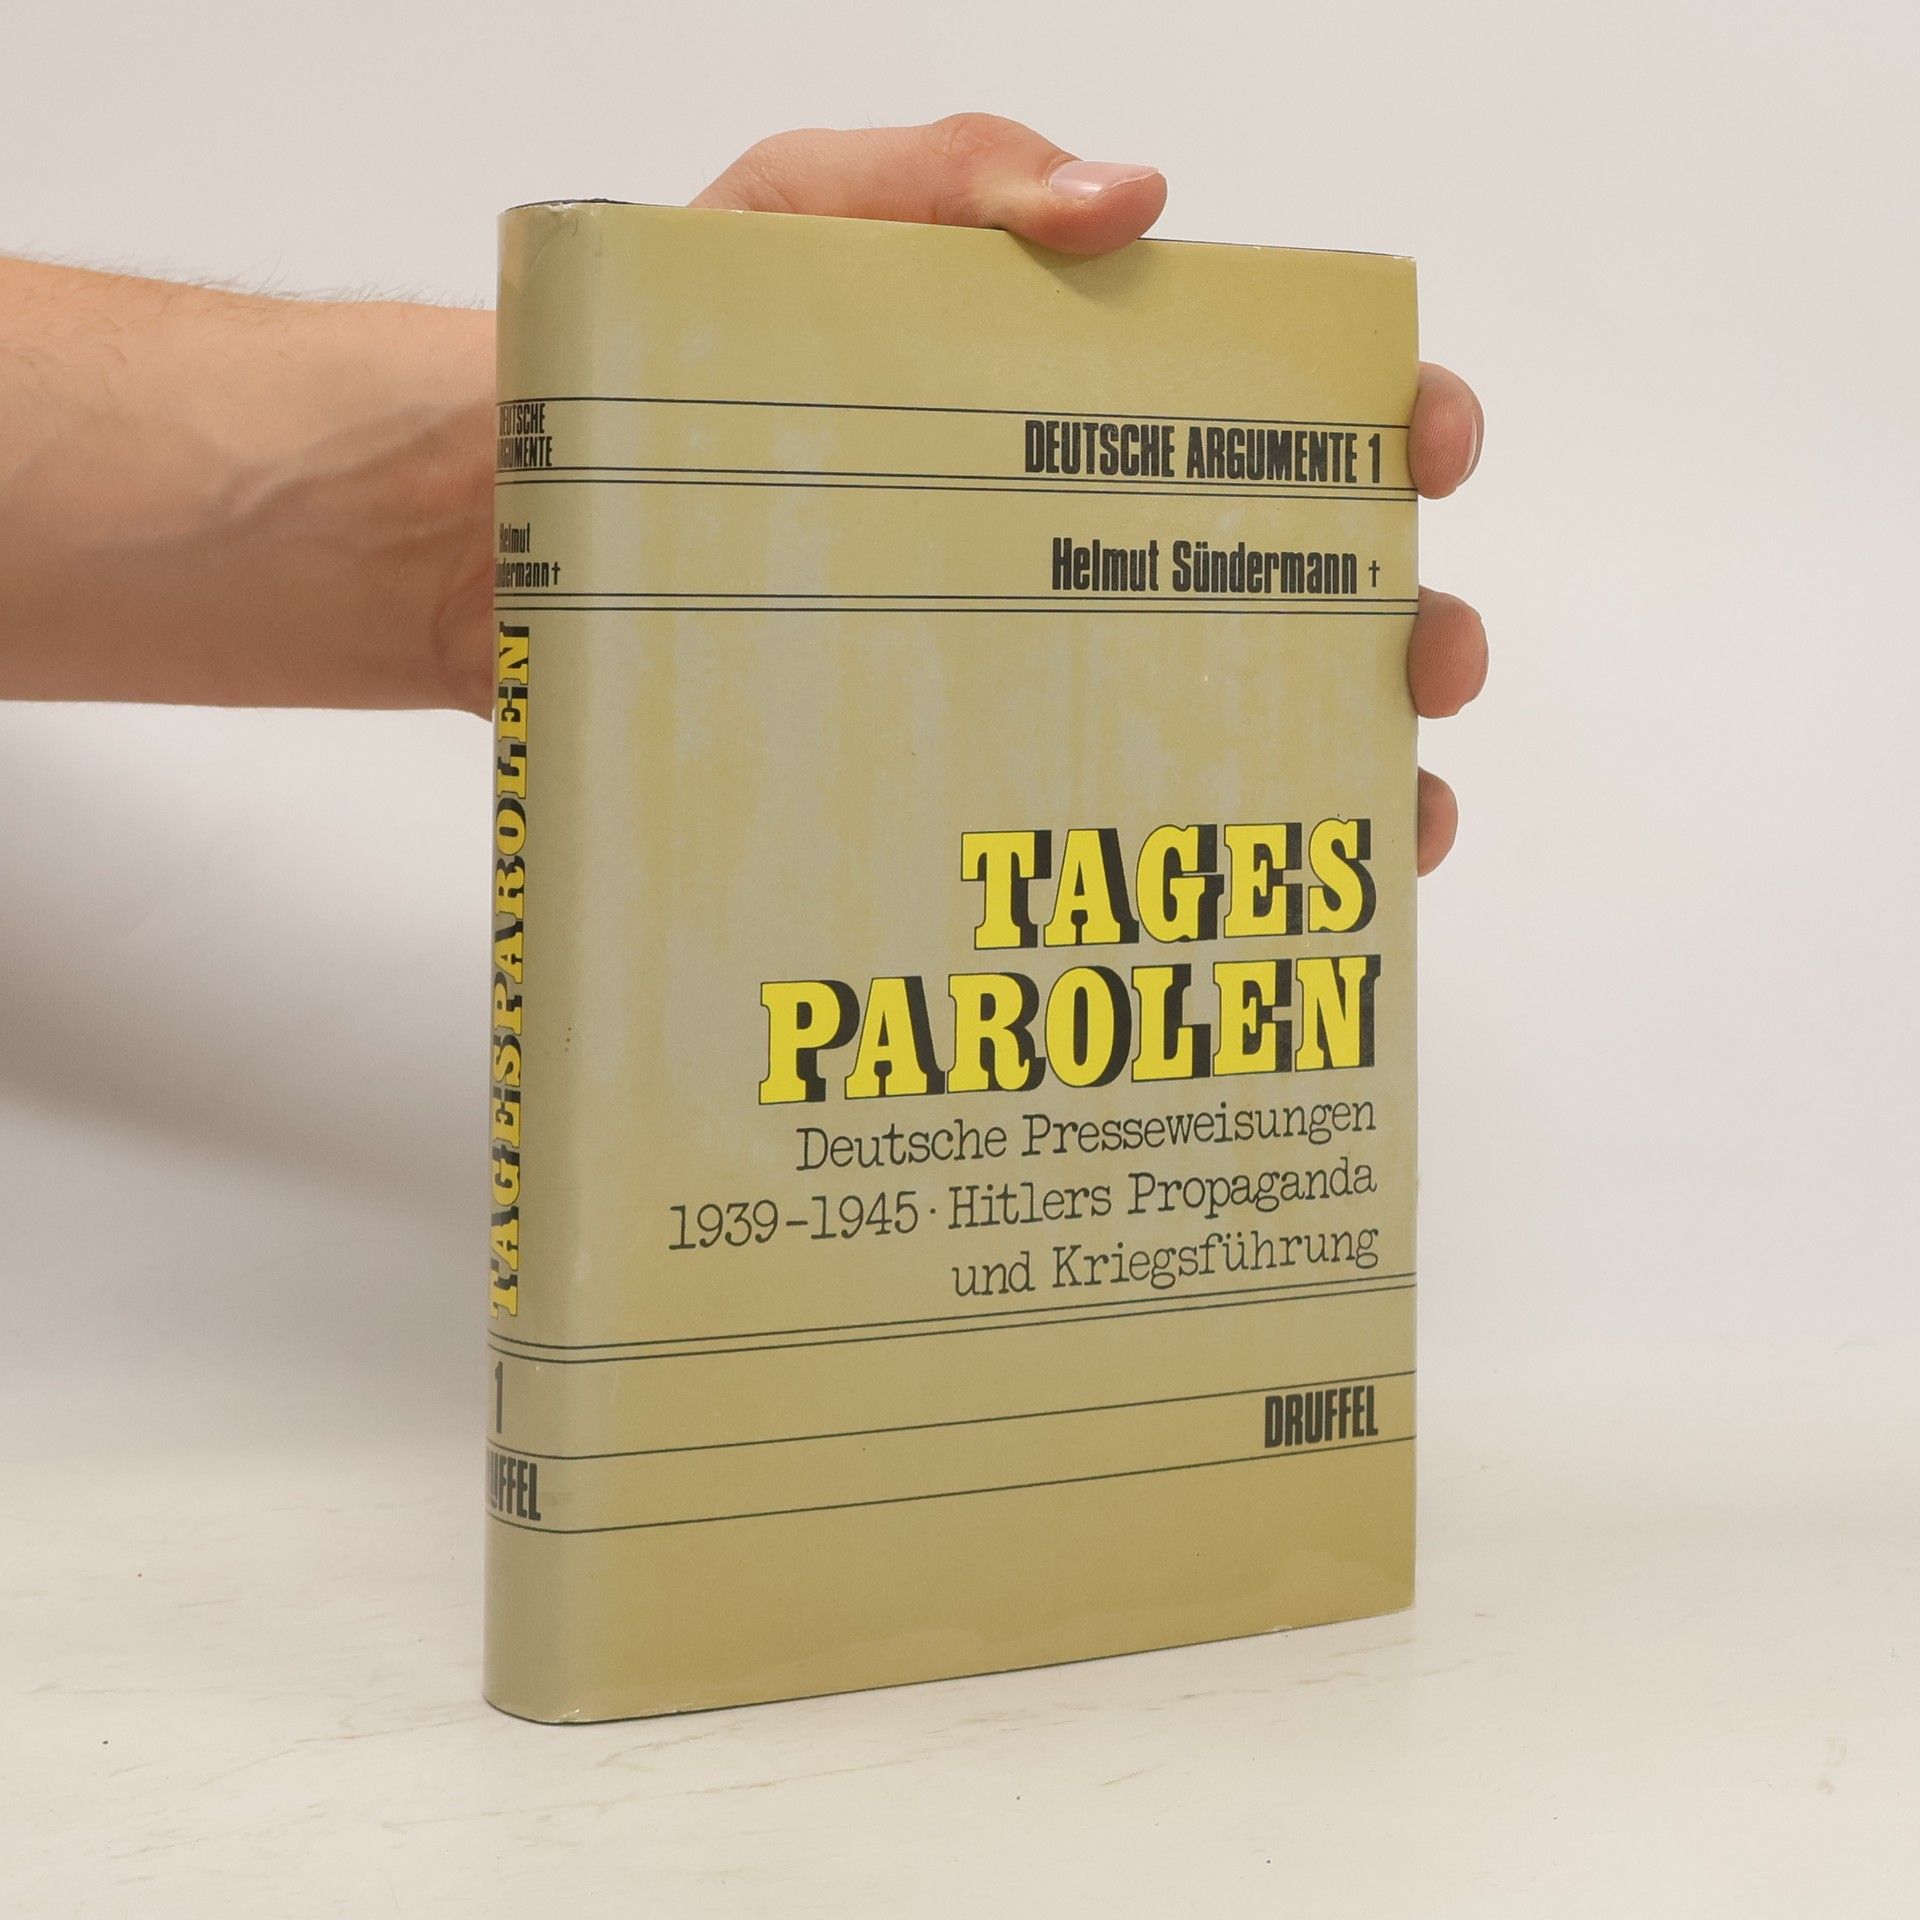 DEUTSCHE ARGUMENTE 1
Helmut Sündermann †
TAGES
PAROLEN
Deutsche Presseweisungen
1939–1945 · Hitlers Propaganda
und Kriegsführung
DRUFFEL
DEUTSCHE
ARGUMENTE
Helmut
Sündermann †
TAGESPAROLEN
1
DRUFFEL